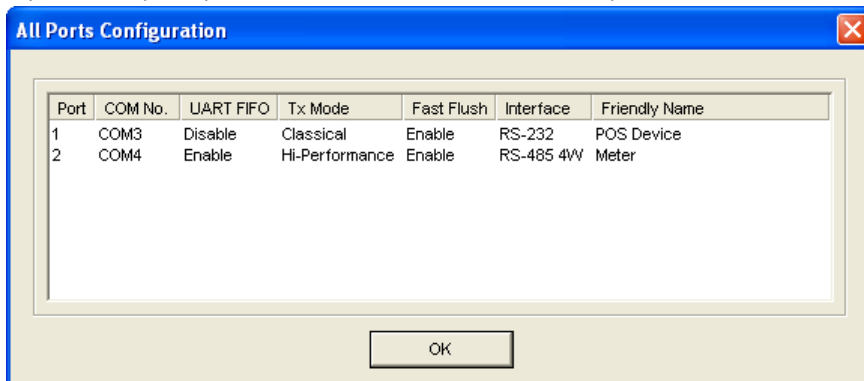 All Ports Configuration
Port COM No. UART FIFO Tx Mode Fast Flush Interface Friendly Name
1 COM3 Disable Classical Enable RS-232 POS Device
2 COM4 Enable Hi-Performance Enable RS-485 4W Meter
OK